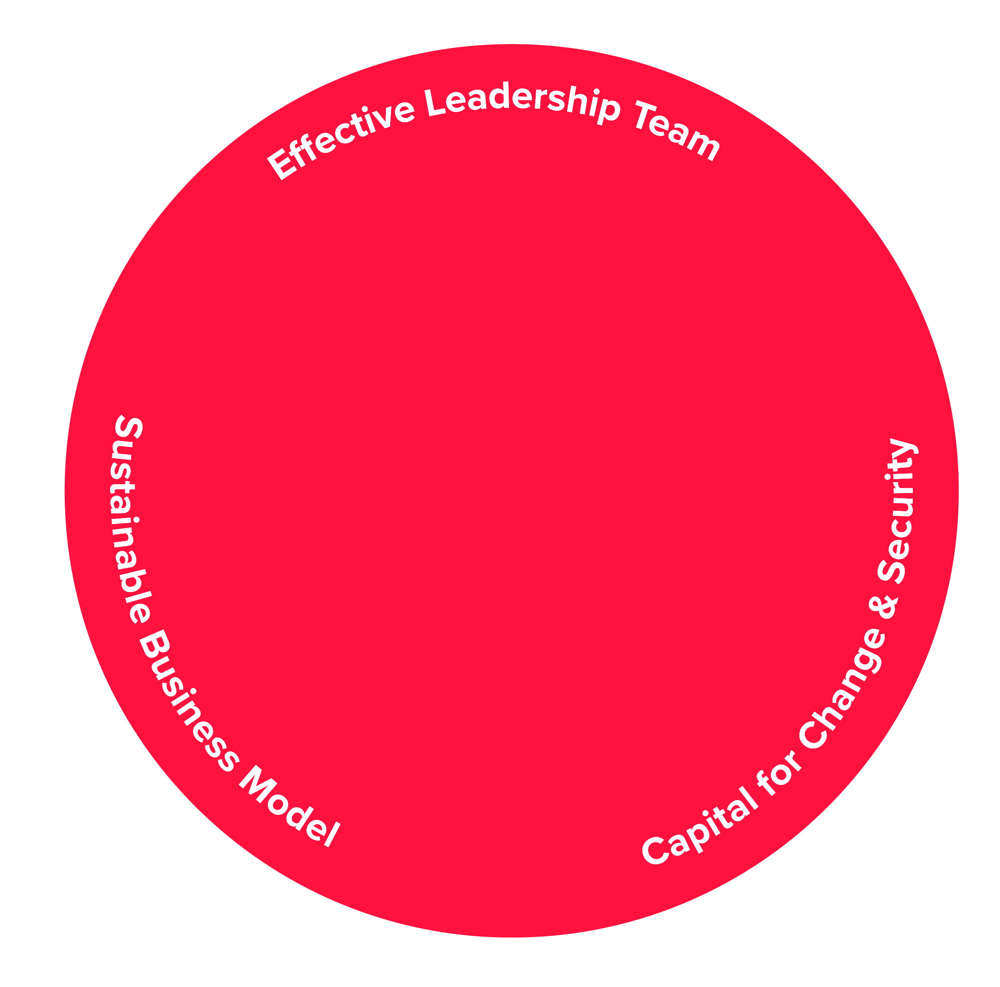 Effective Leadership Team
Sustainable Business Model
Capital for Change & Security